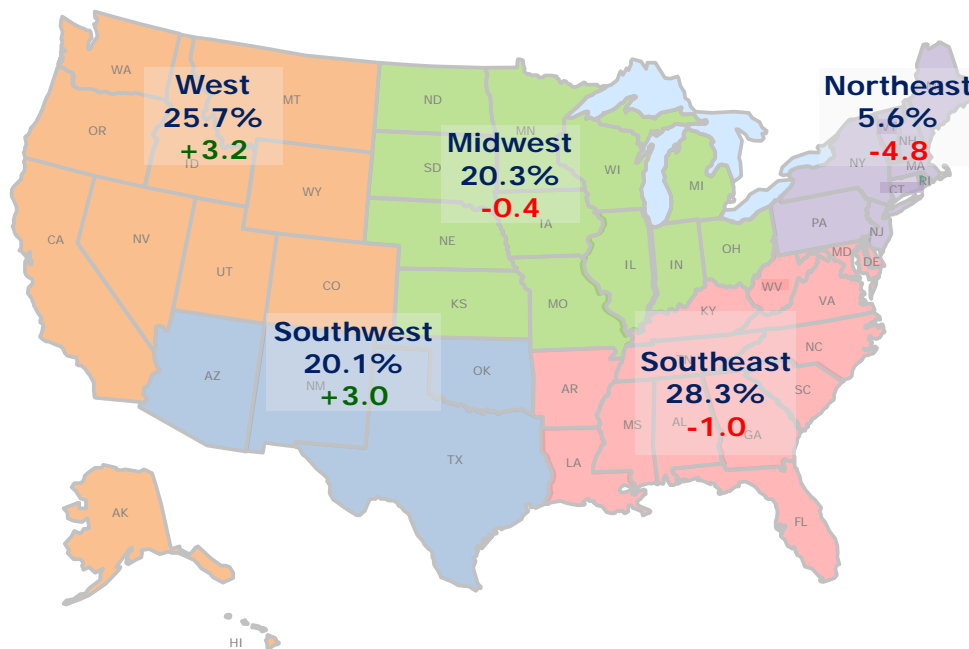 West
25.7%
+3.2
Northeast
5.6%
-4.8
Midwest
20.3%
-0.4
Southwest
20.1%
+3.0
Southeast
28.3%
-1.0
WA
MT
ND
MN
OR
ID
SD
WI
MI
NY
VT
NH
MA
RI
CT
WY
IA
NE
PA
NJ
CA
NV
UT
CO
IL
IN
OH
MD
DE
KS
MO
WV
VA
KY
AZ
NM
OK
AR
TN
NC
SC
MS
AL
GA
TX
LA
FL
AK
HI